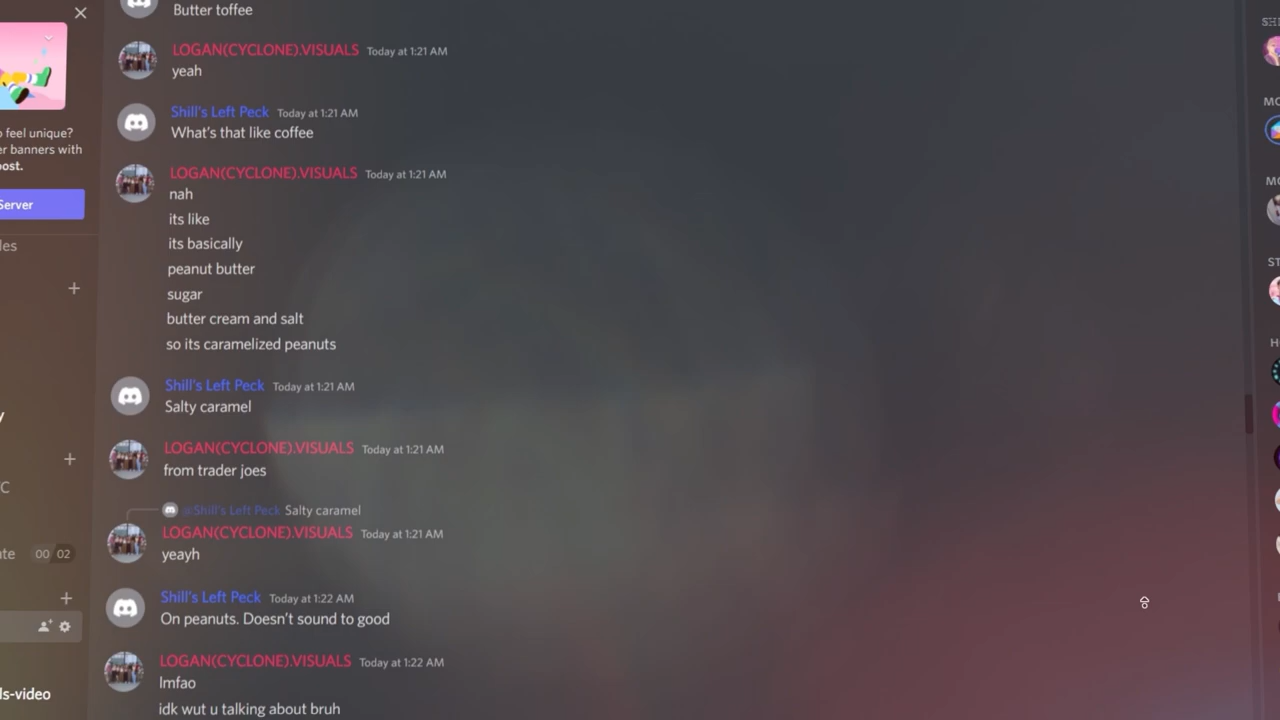 Butter toffee
LOGAN(CYCLONE).VISUALS Today at 1:21 AM
yeah
o feel unique?
er banners with
ost.
Server
les
C
te 00 02
ls-video
Shill's Left Peck Today at 1:21 AM
What's that like coffee
LOGAN(CYCLONE).VISUALS Today at 1:21 AM
nah
its like
its basically
peanut butter
sugar
butter cream and salt
so its caramelized peanuts
Shill's Left Peck Today at 1:21 AM
Salty caramel
LOGAN(CYCLONE).VISUALS Today at 1:21 AM
from trader joes
@Shill's Left Peck Salty caramel
LOGAN(CYCLONE).VISUALS Today at 1:21 AM
yeayh
Shill's Left Peck Today at 1:22 AM
On peanuts. Doesn't sound to good
LOGAN(CYCLONE).VISUALS Today at 1:22 AM
lmfao
idk wut u talking about bruh
MO
MO
ST
H